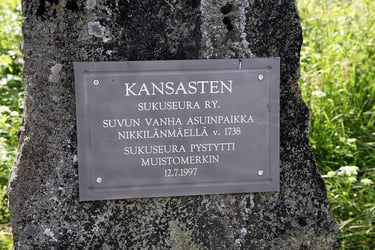 KANSASTEN
SUKUSEURA RY.
SUVUN VANHA ASUINPAIKKA
NIKKILÄNMÄELLÄ v. 1738
SUKUSEURA PYSTYTTI
MUISTOMERKIN
12.7.1997